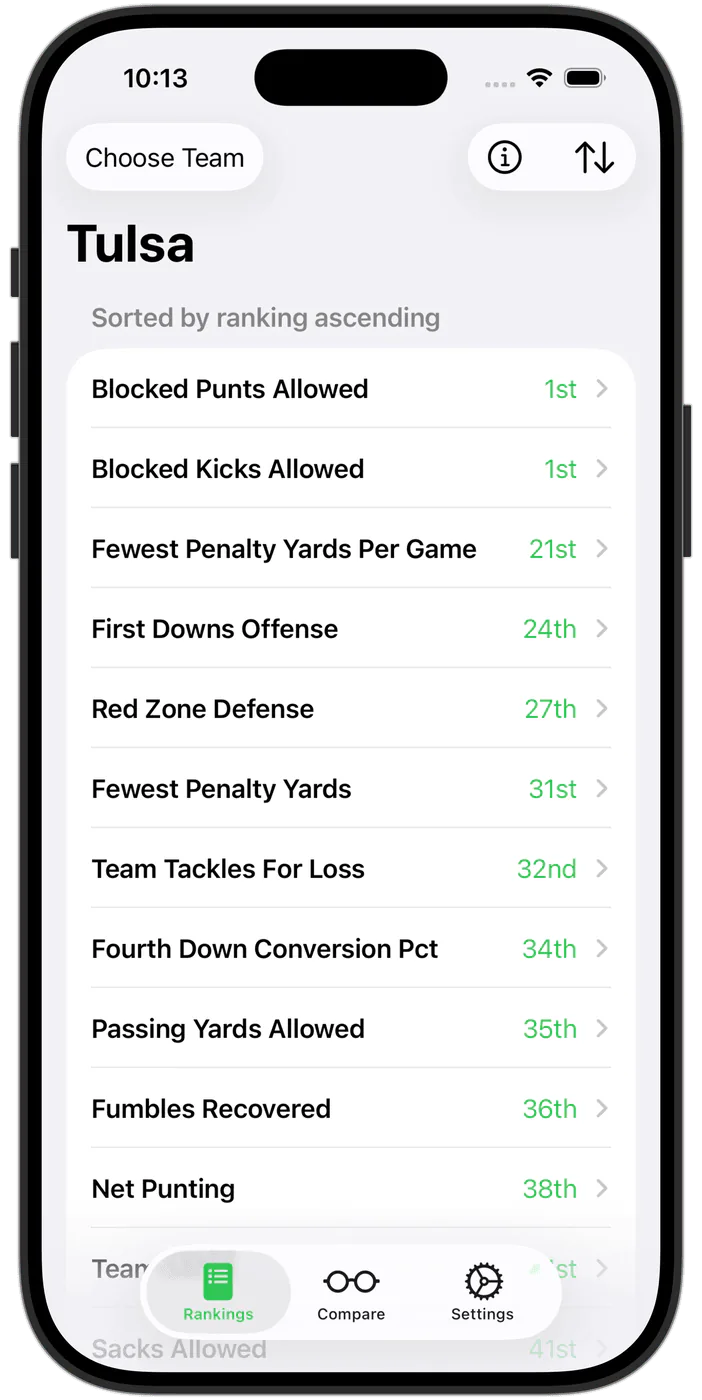 10:13
Choose Team
Tulsa
Sorted by ranking ascending
Blocked Punts Allowed 1st
Blocked Kicks Allowed 1st
Fewest Penalty Yards Per Game 21st
First Downs Offense 24th
Red Zone Defense 27th
Fewest Penalty Yards 31st
Team Tackles For Loss 32nd
Fourth Down Conversion Pct 34th
Passing Yards Allowed 35th
Fumbles Recovered 36th
Net Punting 38th
Rankings Compare Settings
Sacks Allowed 41st